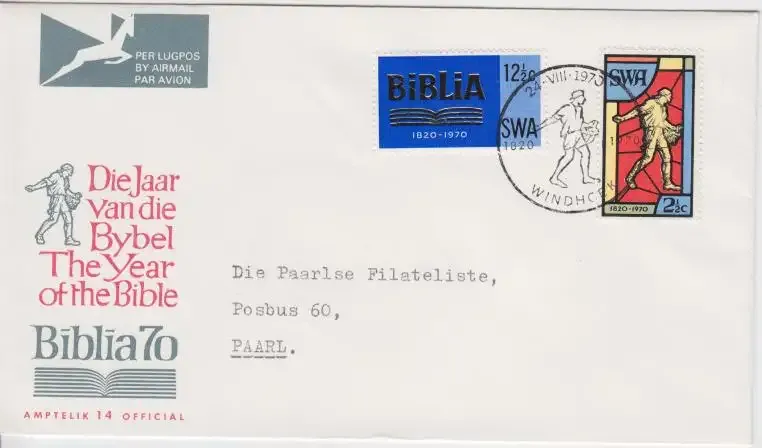 PER LUGPOS
BY AIRMAIL
PAR AVION
BiBLiA
1820-1970
12½c
SWA
24·VIII·1970
1820
1970
WINDHOEK
SWA
1820-1970
2½c
Die Jaar
van die
Bybel
The Year
of the Bible
Biblia 70
AMPTELIK 14 OFFICIAL
Die Paarlse Filateliste,
Posbus 60,
PAARL.